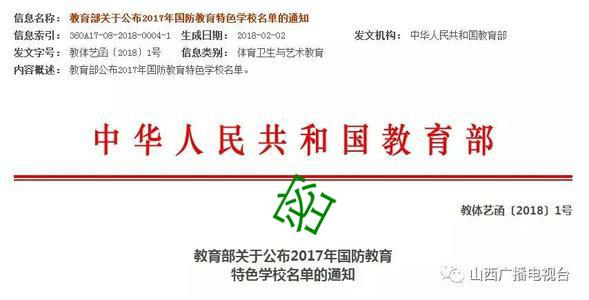 信息名称： 教育部关于公布2017年国防教育特色学校名单的通知
信息索引： 360A17-08-2018-0004-1 生成日期： 2018-02-02 发文机构： 中华人民共和国教育部
发文字号： 教体艺函〔2018〕1号 信息类别： 体育卫生与艺术教育
内容概述： 教育部公布2017年国防教育特色学校名单。
中华人民共和国教育部
教体艺函〔2018〕1号
教育部关于公布2017年国防教育
特色学校名单的通知
山西广播电视台